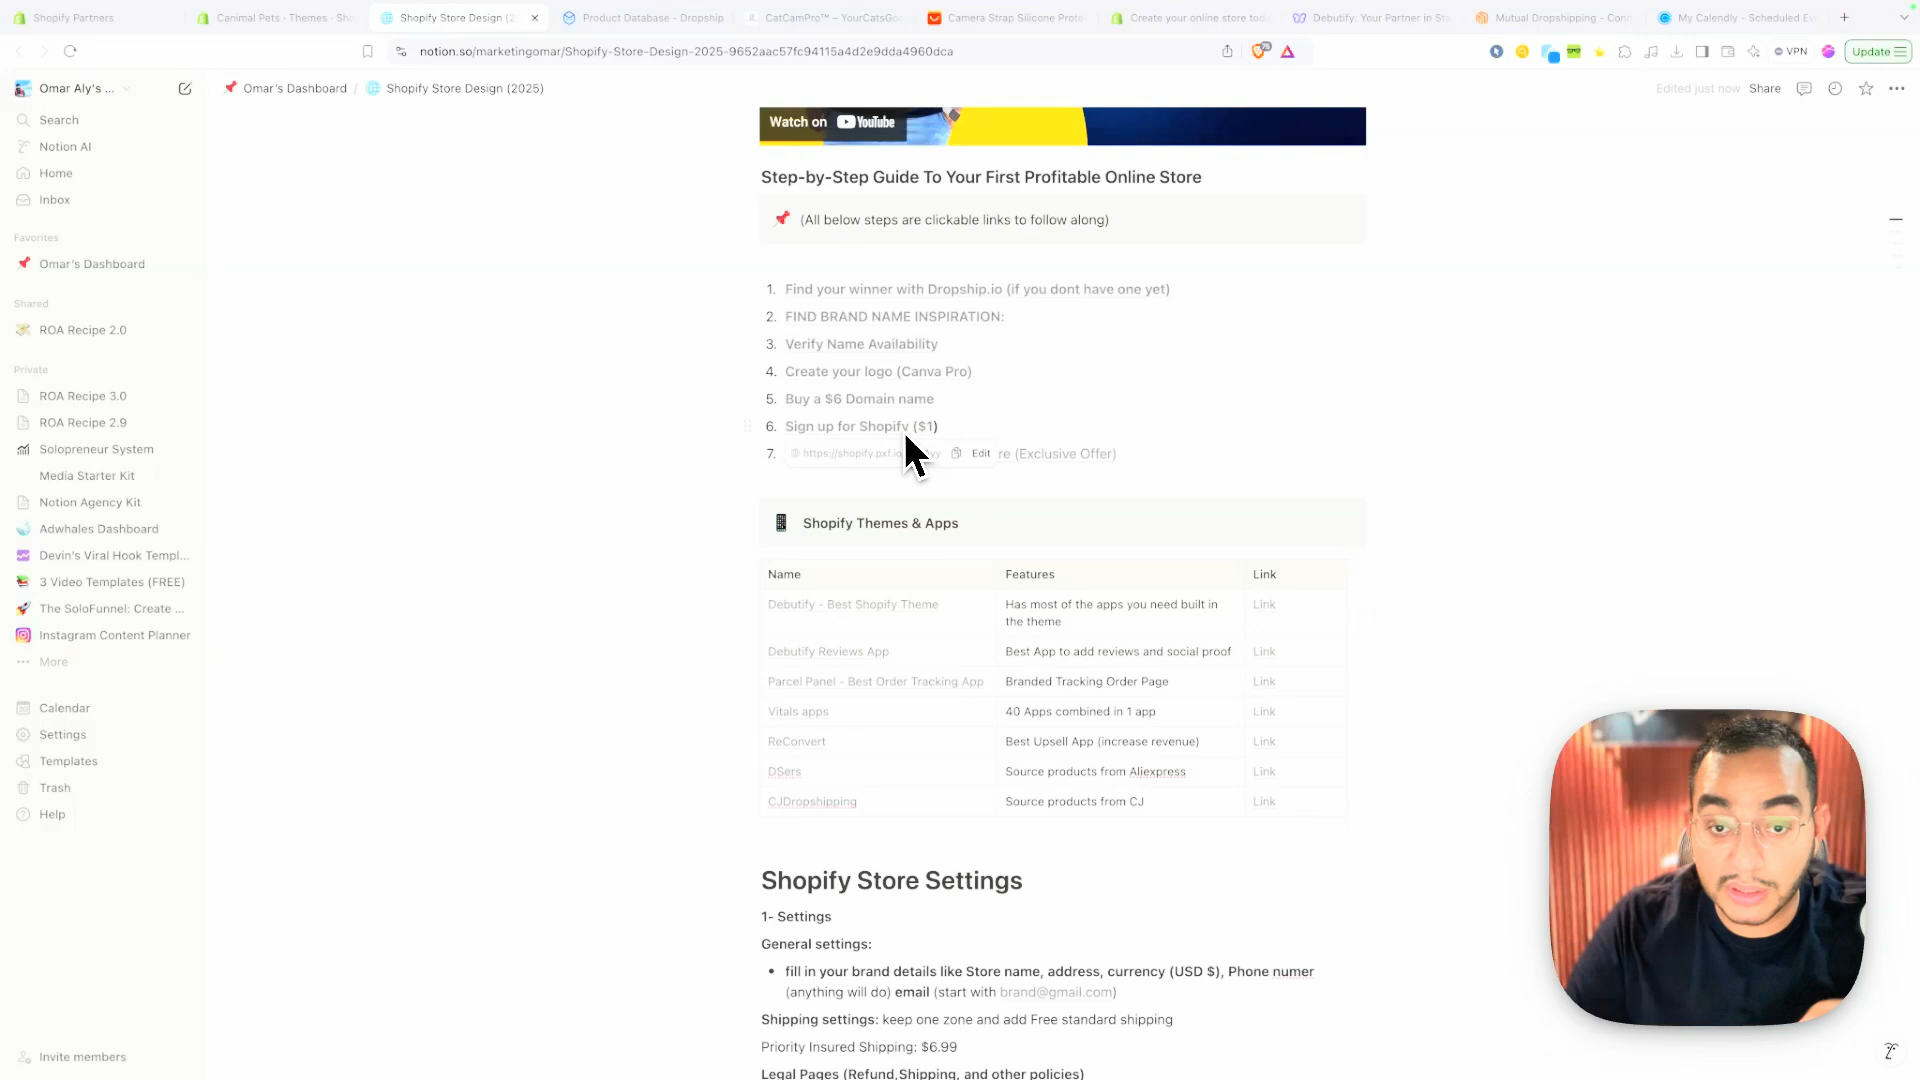 Shopify Partners
Canimal Pets · Themes · Sho
Shopify Store Design (2
Product Database - Dropship
CatCamPro™ – YourCatsGo
Camera Strap Silicone Prote
Create your online store tod
Debutify: Your Partner in Sta
Mutual Dropshipping - Conn
My Calendly - Scheduled Ev
notion.so/marketingomar/Shopify-Store-Design-2025-9652aac57fc94115a4d2e9dda4960dca
VPN
Update
Omar Aly's ...
Omar's Dashboard / Shopify Store Design (2025)
Edited just now Share
Search
Notion AI
Home
Inbox
Favorites
Omar's Dashboard
Shared
ROA Recipe 2.0
Private
ROA Recipe 3.0
ROA Recipe 2.9
Solopreneur System
Media Starter Kit
Notion Agency Kit
Adwhales Dashboard
Devin's Viral Hook Templ...
3 Video Templates (FREE)
The SoloFunnel: Create ...
Instagram Content Planner
More
Calendar
Settings
Templates
Trash
Help
Invite members
Watch on YouTube
Step-by-Step Guide To Your First Profitable Online Store
(All below steps are clickable links to follow along)
1. Find your winner with Dropship.io (if you dont have one yet)
2. FIND BRAND NAME INSPIRATION:
3. Verify Name Availability
4. Create your logo (Canva Pro)
5. Buy a $6 Domain name
6. Sign up for Shopify ($1)
7. https://shopify.pxf.io Edit re (Exclusive Offer)
Shopify Themes & Apps
Name Features Link
Debutify - Best Shopify Theme Has most of the apps you need built in Link
the theme
Debutify Reviews App Best App to add reviews and social proof Link
Parcel Panel - Best Order Tracking App Branded Tracking Order Page Link
Vitals apps 40 Apps combined in 1 app Link
ReConvert Best Upsell App (increase revenue) Link
DSers Source products from Aliexpress Link
CJDropshipping Source products from CJ Link
Shopify Store Settings
1- Settings
General settings:
• fill in your brand details like Store name, address, currency (USD $), Phone numer
(anything will do) email (start with brand@gmail.com)
Shipping settings: keep one zone and add Free standard shipping
Priority Insured Shipping: $6.99
Legal Pages (Refund,Shipping, and other policies)